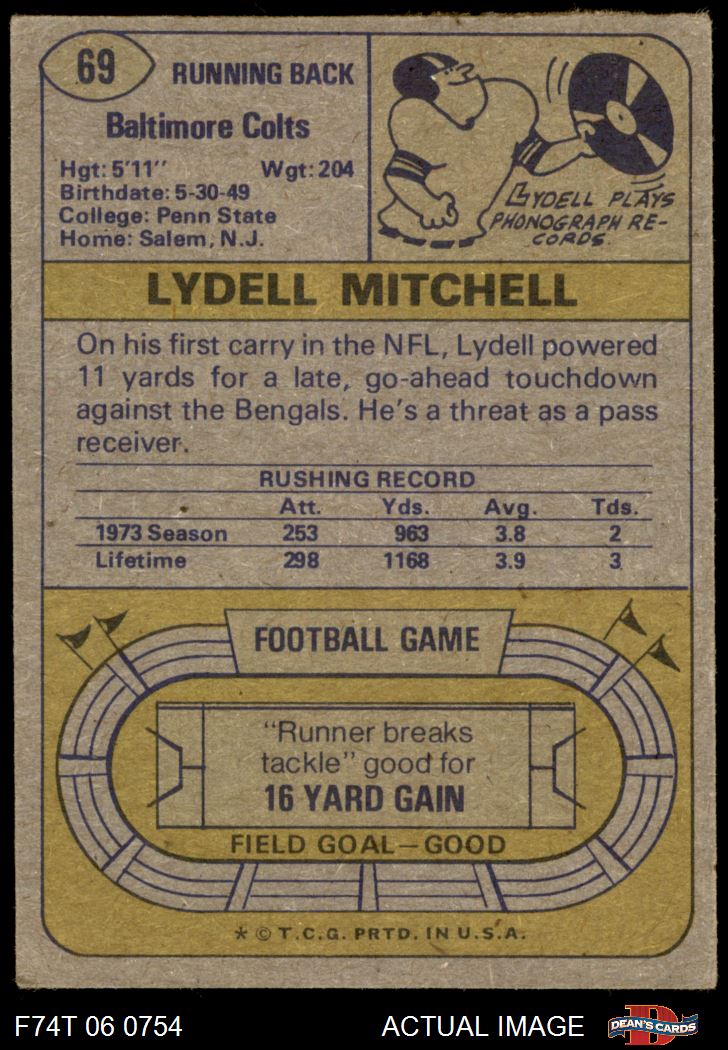 69
RUNNING BACK
Baltimore Colts
Hgt: 5'11" Wgt: 204
Birthdate: 5-30-49
College: Penn State
Home: Salem, N.J.
LYDELL PLAYS
PHONOGRAPH RE-
CORDS.
LYDELL MITCHELL
On his first carry in the NFL, Lydell powered
11 yards for a late, go-ahead touchdown
against the Bengals. He's a threat as a pass
receiver.
RUSHING RECORD
Att. Yds. Avg. Tds.
1973 Season 253 963 3.8 2
Lifetime 298 1168 3.9 3
FOOTBALL GAME
"Runner breaks
tackle" good for
16 YARD GAIN
FIELD GOAL—GOOD
* © T.C.G. PRTD. IN U.S.A.
F74T 06 0754 ACTUAL IMAGE
D
DEAN'S CARDS